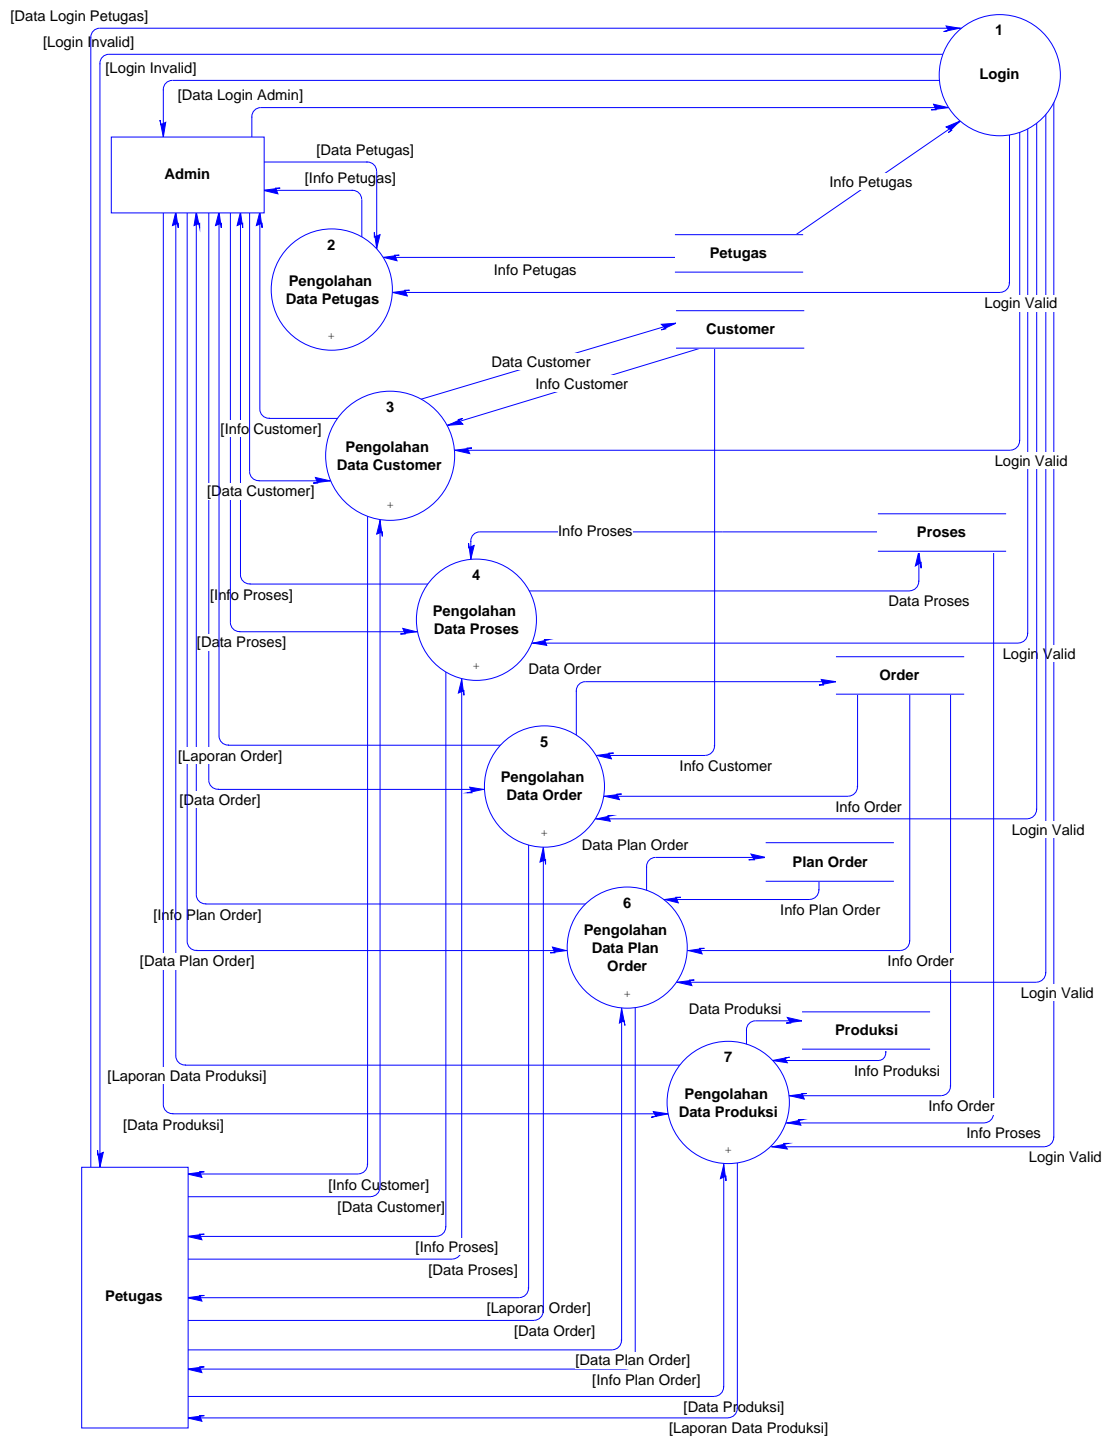 [Data Login Petugas]
1
[Login Invalid]
[Login Invalid]
Login
[Data Login Admin]
[Data Petugas]
Admin
[Info Petugas]
Info Petugas
2
Petugas
Info Petugas
Pengolahan
Data Petugas
Login Valid
+
Customer
Data Customer
Info Customer
3
[Info Customer]
Pengolahan
Data Customer
Login Valid
[Data Customer]
+
Info Proses
Proses
4
[Info Proses]
Data Proses
Pengolahan
Data Proses
[Data Proses]
Login Valid
+
Data Order
Order
5
[Laporan Order]
Info Customer
Pengolahan
Data Order
[Data Order]
Info Order
Login Valid
+
Data Plan Order
Plan Order
6
[Info Plan Order]
Info Plan Order
Pengolahan
Data Plan
Order
[Data Plan Order]
Info Order
Login Valid
+
Data Produksi
Produksi
7
[Laporan Data Produksi]
Info Produksi
Pengolahan
Data Produksi
Info Order
[Data Produksi]
Info Proses
Login Valid
+
[Info Customer]
[Data Customer]
[Info Proses]
[Data Proses]
Petugas
[Laporan Order]
[Data Order]
[Data Plan Order]
[Info Plan Order]
[Data Produksi]
[Laporan Data Produksi]